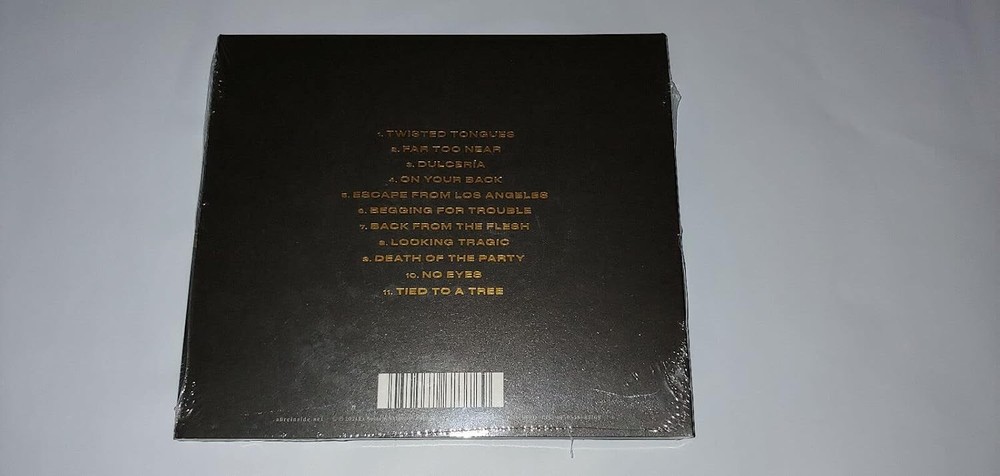 1. TWISTED TONGUES
2. FAR TOO NEAR
3. DULCERÍA
4. ON YOUR BACK
5. ESCAPE FROM LOS ANGELES
6. BEGGING FOR TROUBLE
7. BACK FROM THE FLESH
8. LOOKING TRAGIC
9. DEATH OF THE PARTY
10. NO EYES
11. TIED TO A TREE